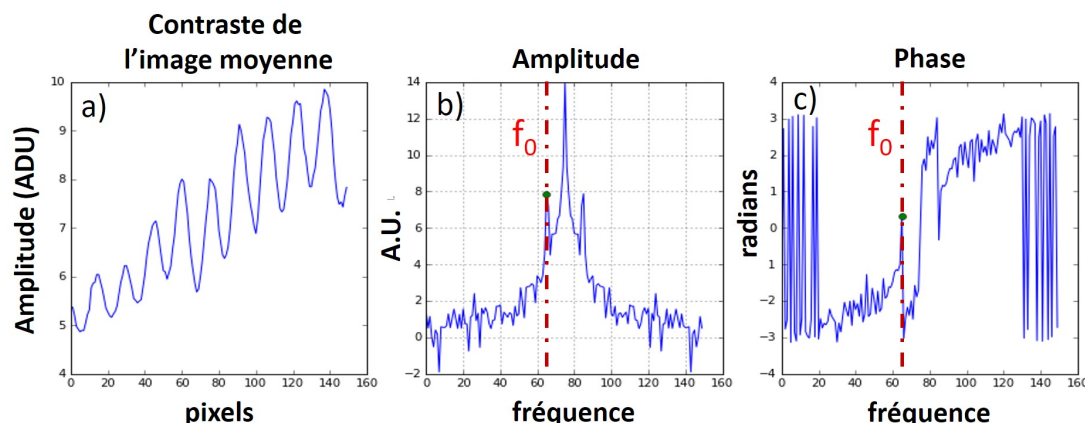 Contraste de
l'image moyenne
Amplitude
Phase
a)
b)
c)
f0
f0
Amplitude (ADU)
A.U.
radians
10
9
8
7
6
5
4
0 20 40 60 80 100 120 140 160
14
12
10
8
6
4
2
0
−2
0 20 40 60 80 100 120 140 160
4
3
2
1
0
−1
−2
−3
−4
0 20 40 60 80 100 120 140 160
pixels
fréquence
fréquence